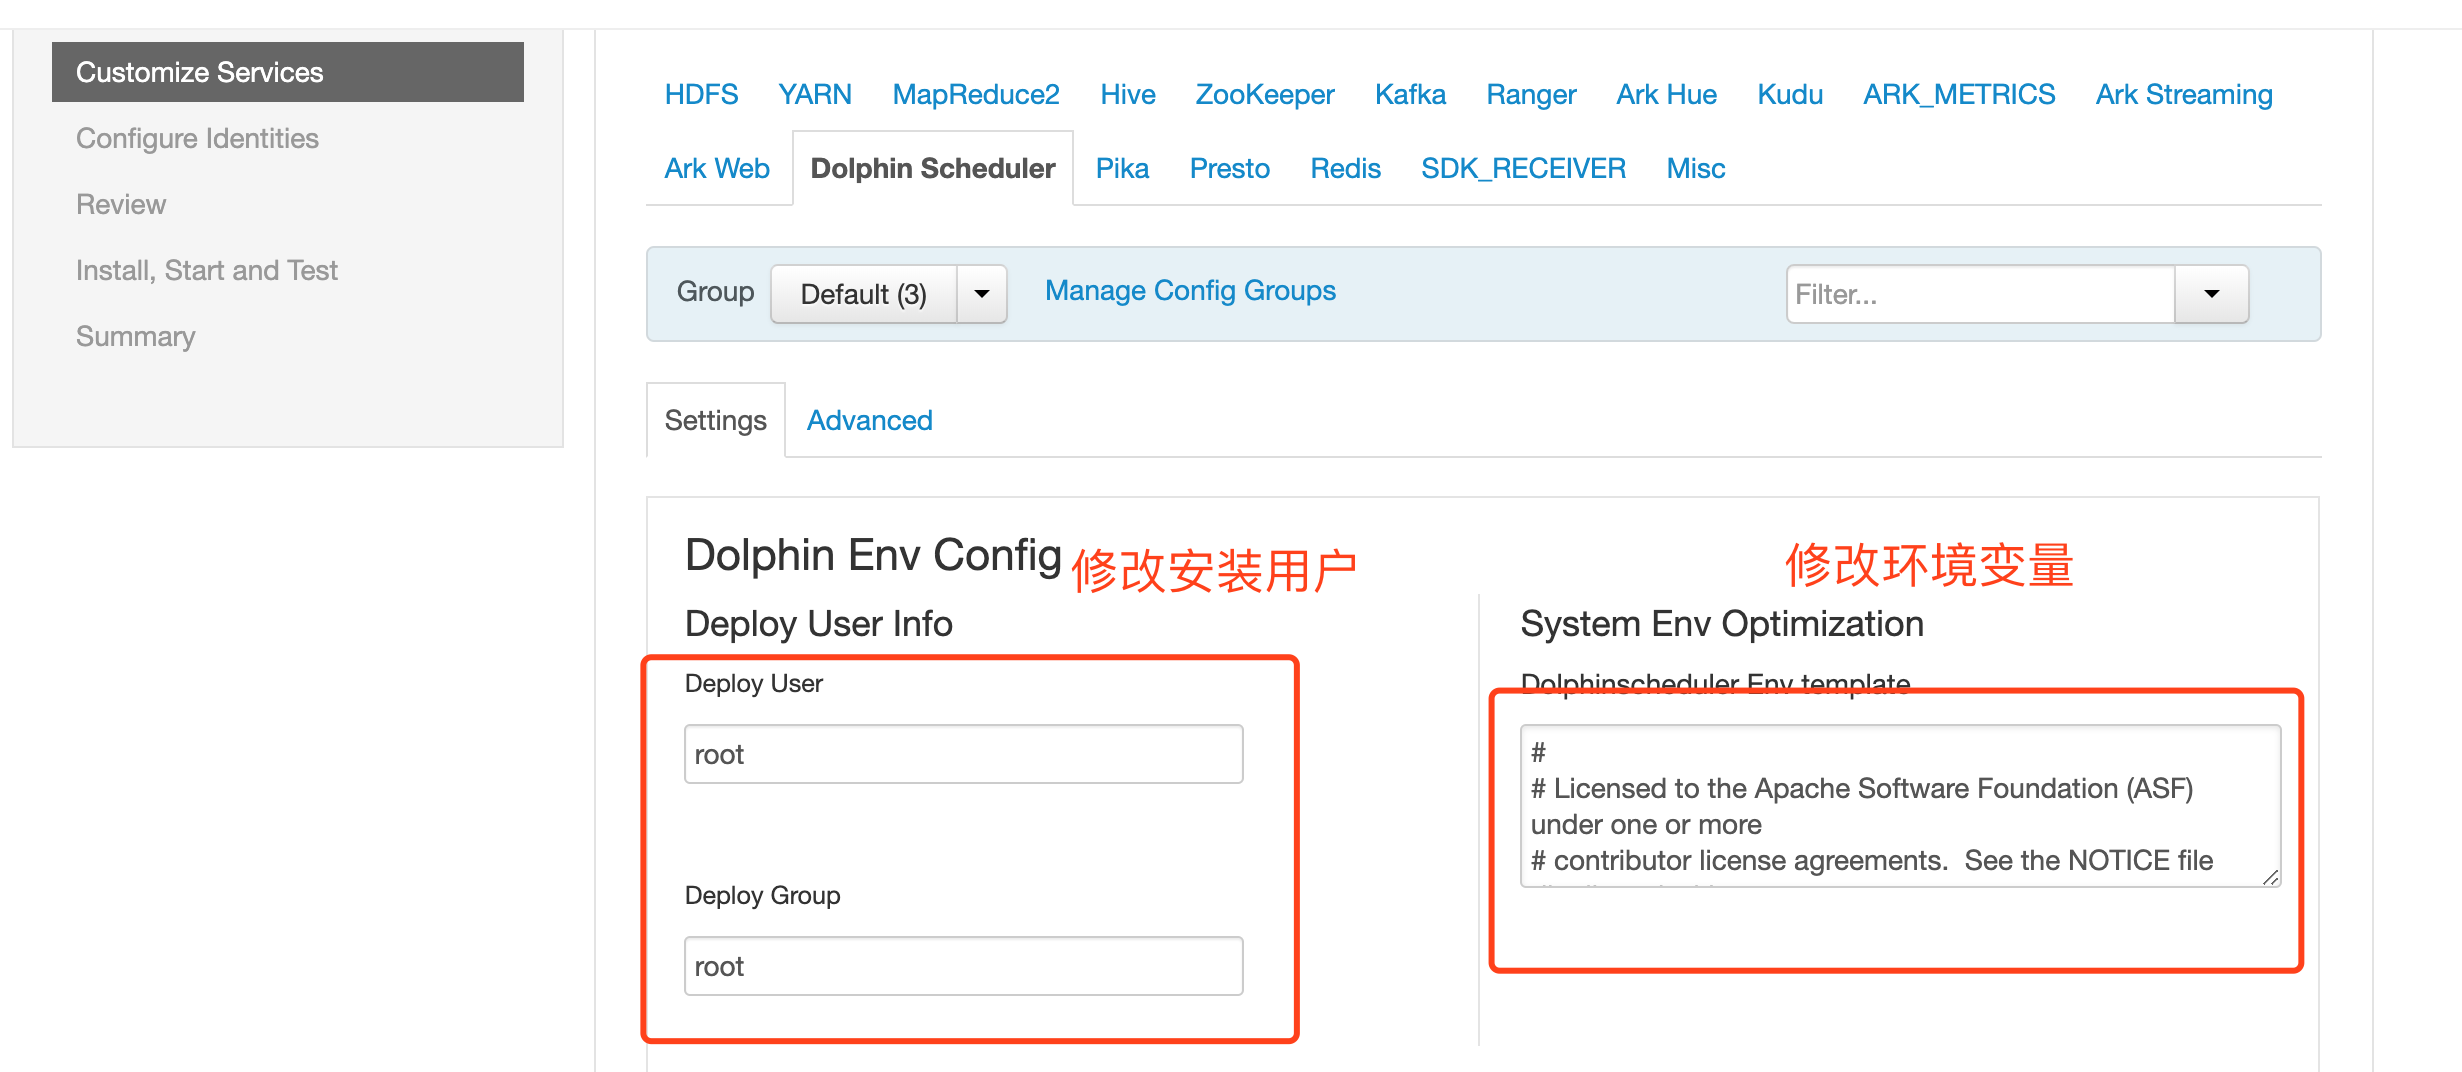 Customize Services
Configure Identities
Review
Install, Start and Test
Summary
HDFS YARN MapReduce2 Hive ZooKeeper Kafka Ranger Ark Hue Kudu ARK_METRICS Ark Streaming
Ark Web Dolphin Scheduler Pika Presto Redis SDK_RECEIVER Misc
Group Default (3) Manage Config Groups Filter...
Settings Advanced
Dolphin Env Config 修改安装用户 修改环境变量
Deploy User Info
Deploy User
root
Deploy Group
root
System Env Optimization
Dolphinscheduler Env template
#
# Licensed to the Apache Software Foundation (ASF)
under one or more
# contributor license agreements.  See the NOTICE file